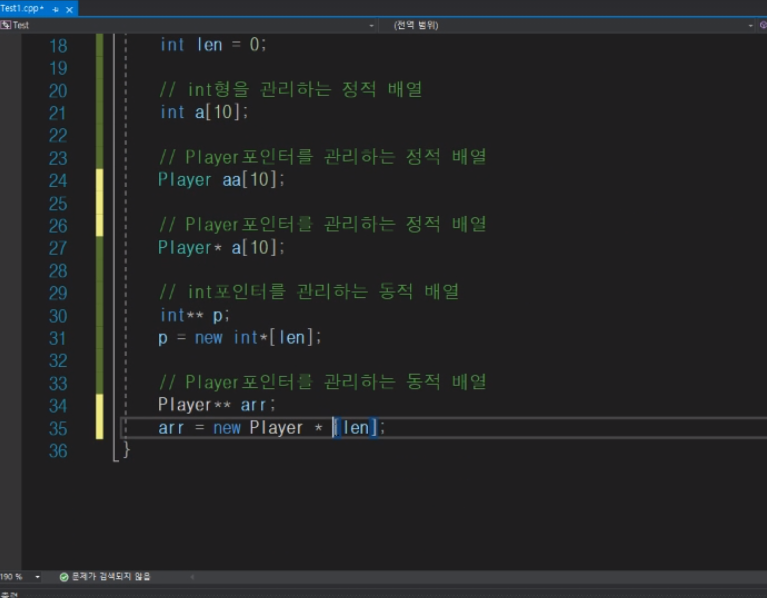 Test1.cpp*
Test
(전역 범위)
18 int len = 0;
19
20 // int형을 관리하는 정적 배열
21 int a[10];
22
23 // Player포인터를 관리하는 정적 배열
24 Player aa[10];
25
26 // Player포인터를 관리하는 정적 배열
27 Player* a[10];
28
29 // int포인터를 관리하는 동적 배열
30 int** p;
31 p = new int*[len];
32
33 // Player포인터를 관리하는 동적 배열
34 Player** arr;
35 arr = new Player * [len];
36 }
190 %
문제가 검색되지 않음
출력